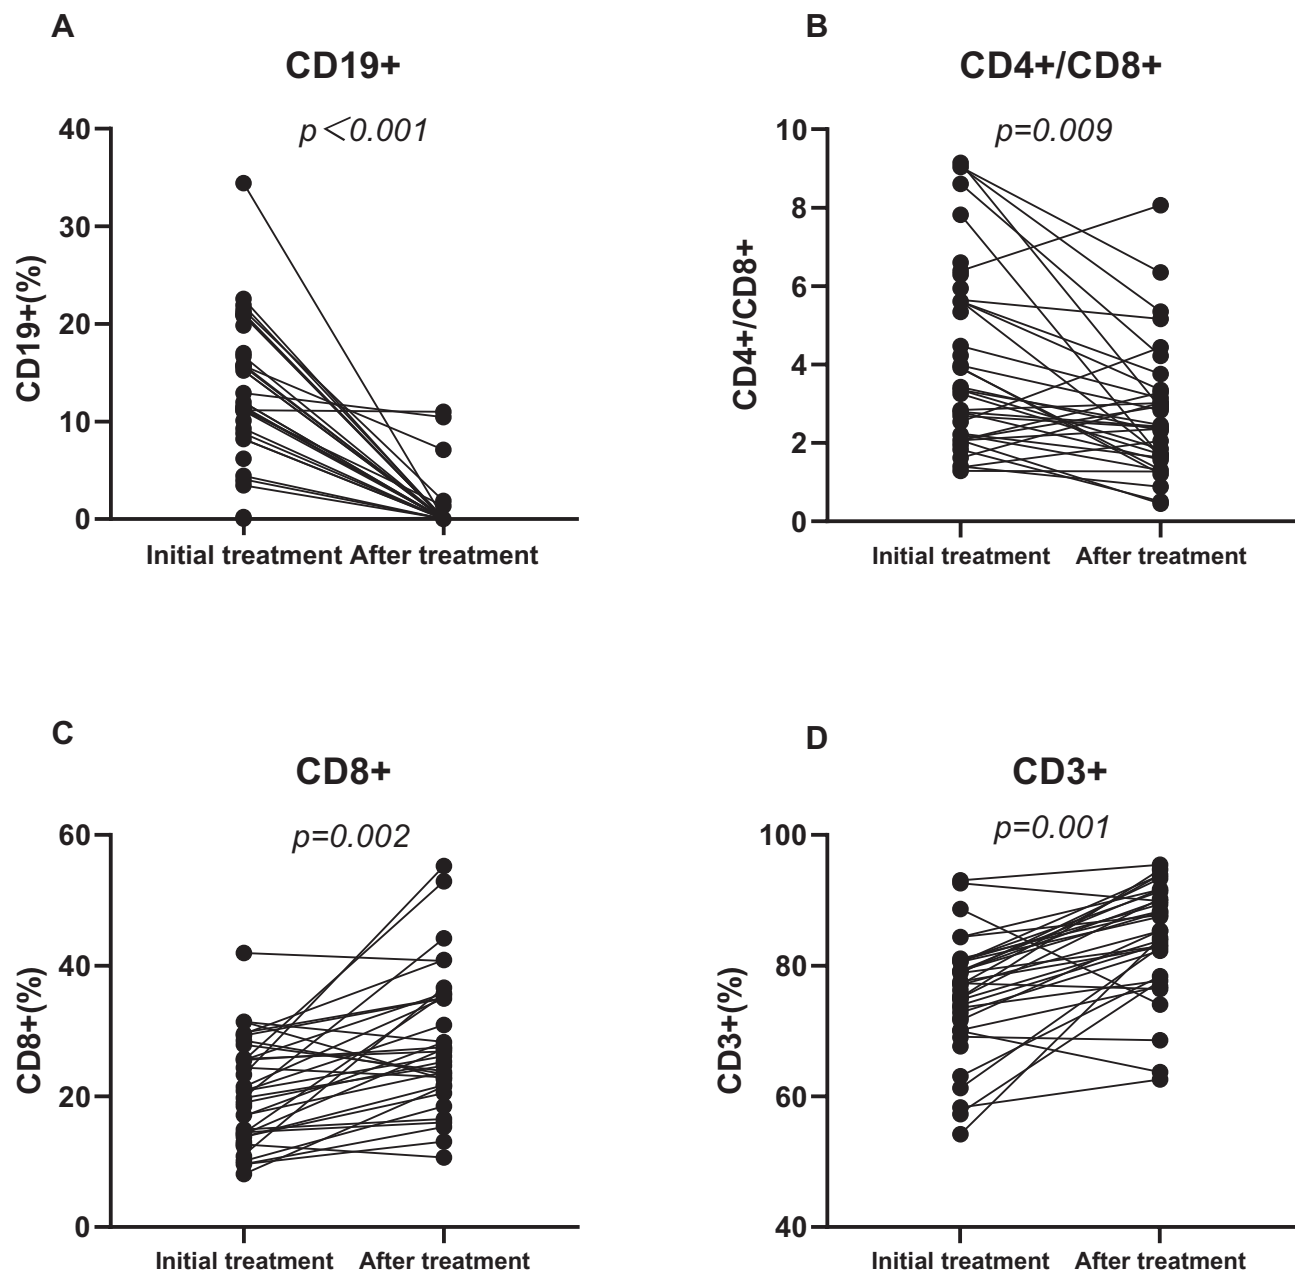 A
CD19+
p<0.001
40
30
20
10
0
CD19+(%)
Initial treatment After treatment
B
CD4+/CD8+
p=0.009
10
8
6
4
2
0
CD4+/CD8+
Initial treatment After treatment
C
CD8+
p=0.002
60
40
20
0
CD8+(%)
Initial treatment After treatment
D
CD3+
p=0.001
100
80
60
40
CD3+(%)
Initial treatment After treatment